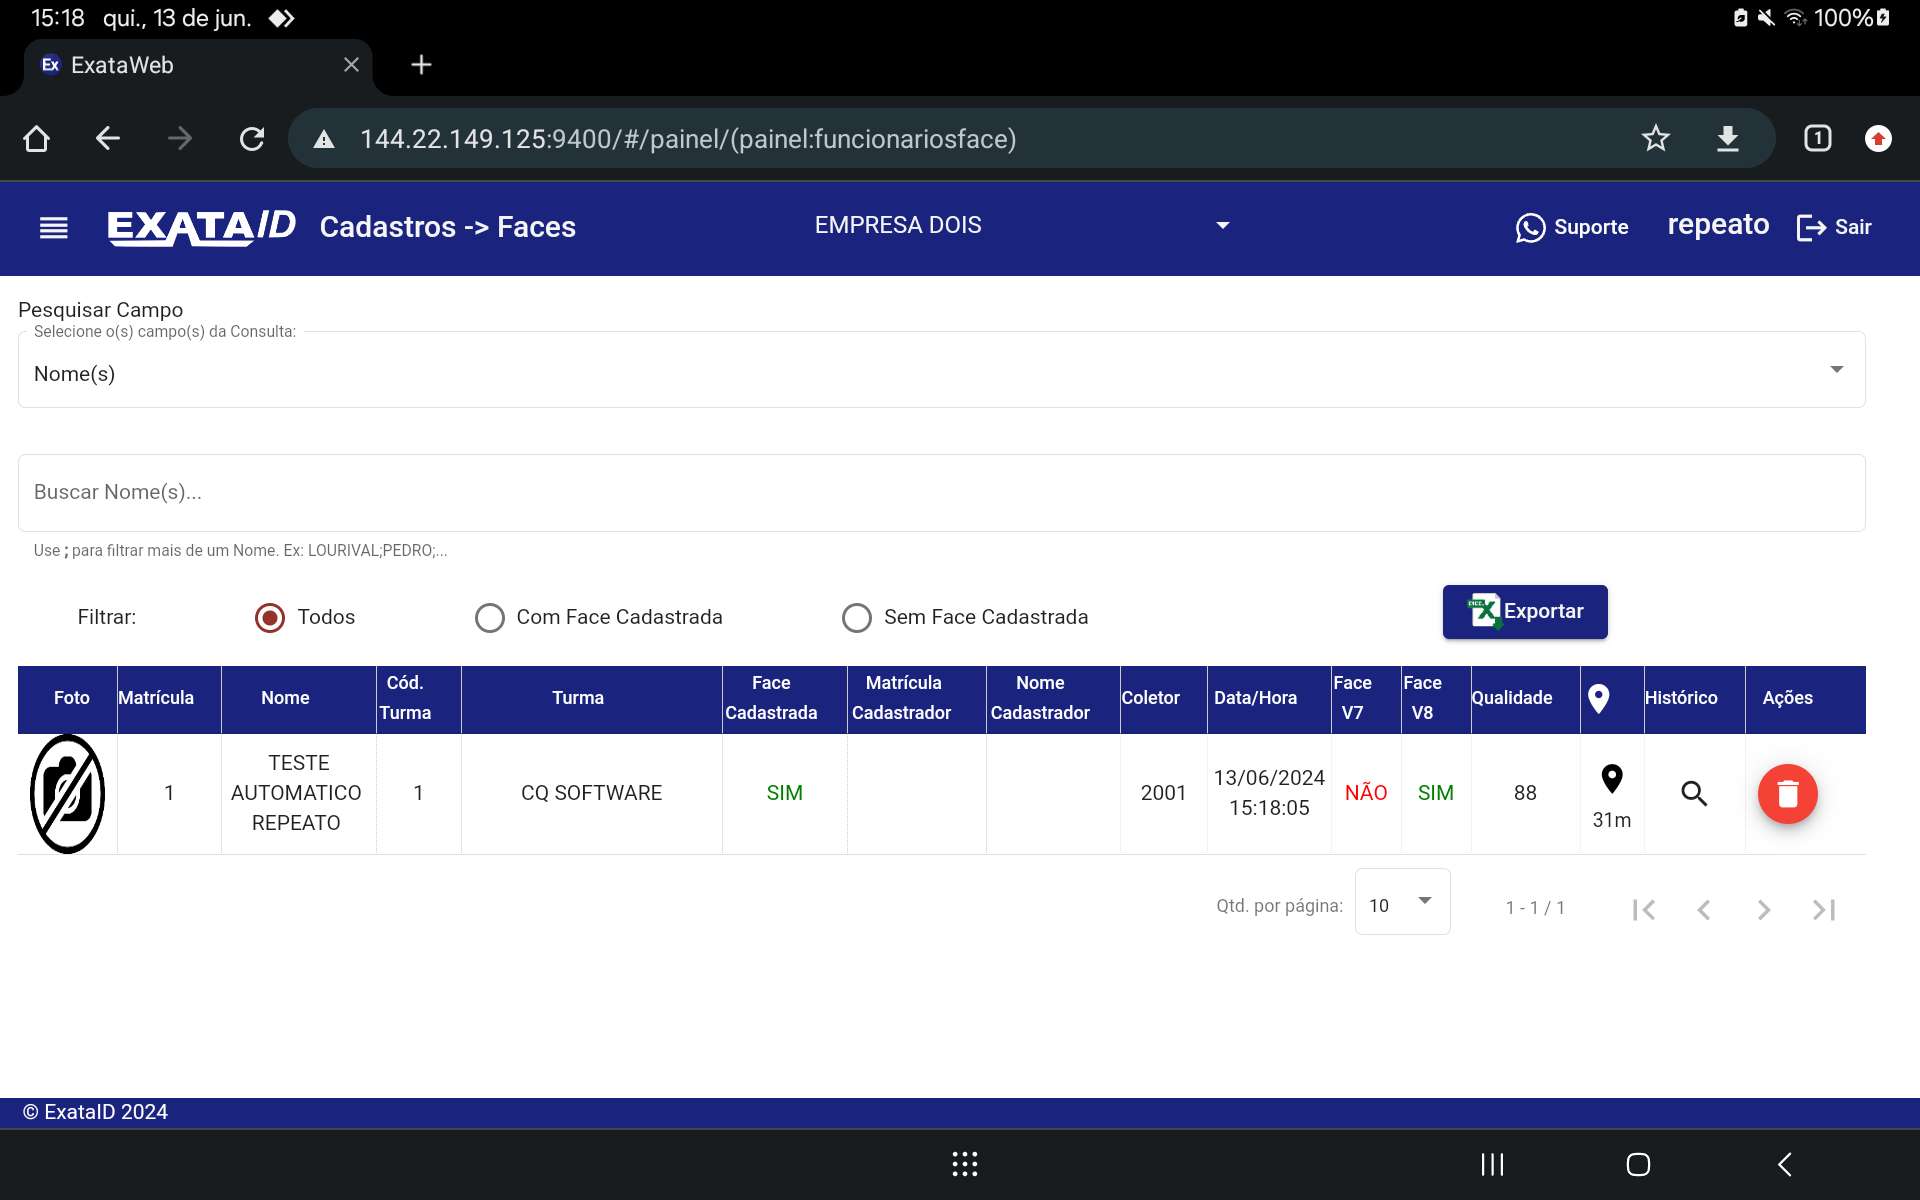 15:18 qui., 13 de jun. 100%
Ex ExataWeb
144.22.149.125:9400/#/painel/(painel:funcionariosface) 1
EXATAID Cadastros -> Faces EMPRESA DOIS Suporte repeato Sair
Pesquisar Campo
Selecione o(s) campo(s) da Consulta:
Nome(s)
Buscar Nome(s)...
Use ; para filtrar mais de um Nome. Ex: LOURIVAL;PEDRO;...
Filtrar: Todos Com Face Cadastrada Sem Face Cadastrada Exportar
Foto Matrícula Nome Cód. Turma Turma Face Cadastrada Matrícula Cadastrador Nome Cadastrador Coletor Data/Hora Face V7 Face V8 Qualidade Histórico Ações
1 TESTE AUTOMATICO REPEATO 1 CQ SOFTWARE SIM 2001 13/06/2024 15:18:05 NÃO SIM 88 31m
Qtd. por página: 10 1 - 1 / 1
© ExataID 2024